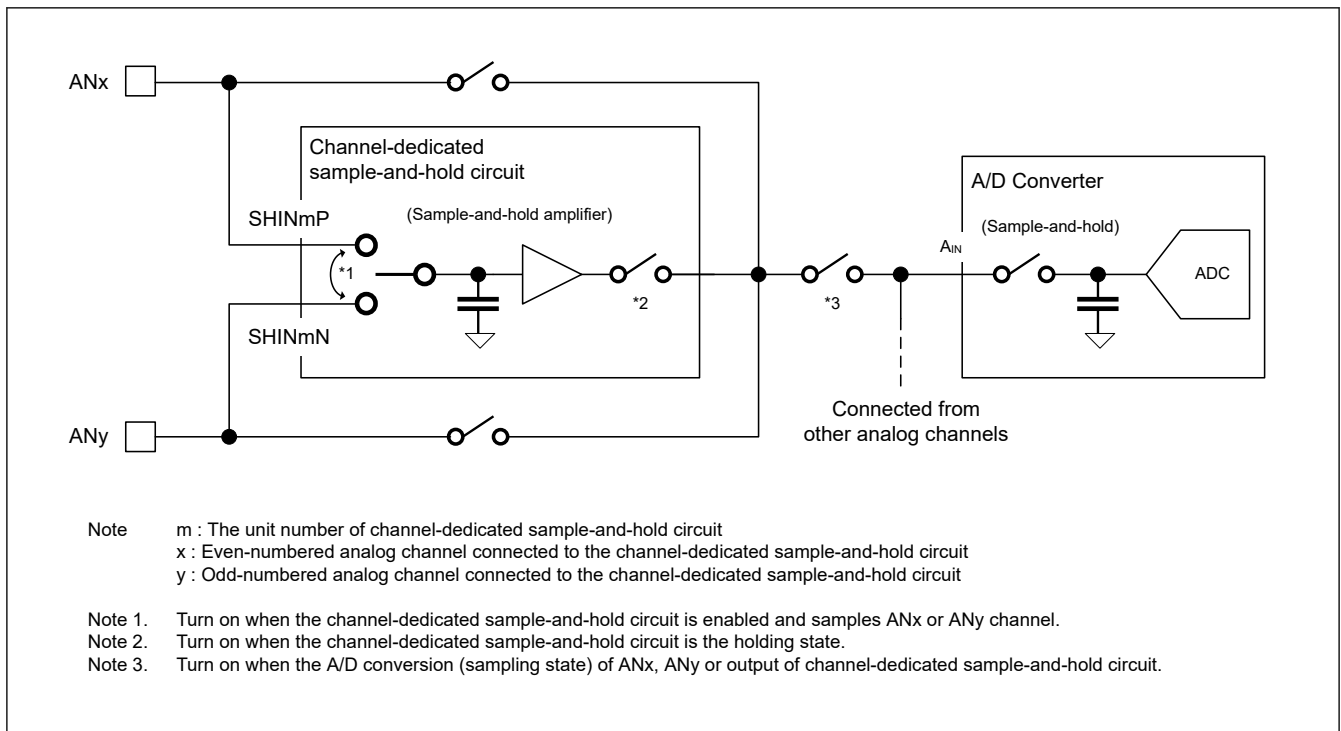 ANx
Channel-dedicated
sample-and-hold circuit
A/D Converter
SHINmP
(Sample-and-hold amplifier)
(Sample-and-hold)
AIN
*1
*2
*3
ADC
SHINmN
Connected from
other analog channels
ANy
Note m : The unit number of channel-dedicated sample-and-hold circuit
x : Even-numbered analog channel connected to the channel-dedicated sample-and-hold circuit
y : Odd-numbered analog channel connected to the channel-dedicated sample-and-hold circuit
Note 1. Turn on when the channel-dedicated sample-and-hold circuit is enabled and samples ANx or ANy channel.
Note 2. Turn on when the channel-dedicated sample-and-hold circuit is the holding state.
Note 3. Turn on when the A/D conversion (sampling state) of ANx, ANy or output of channel-dedicated sample-and-hold circuit.